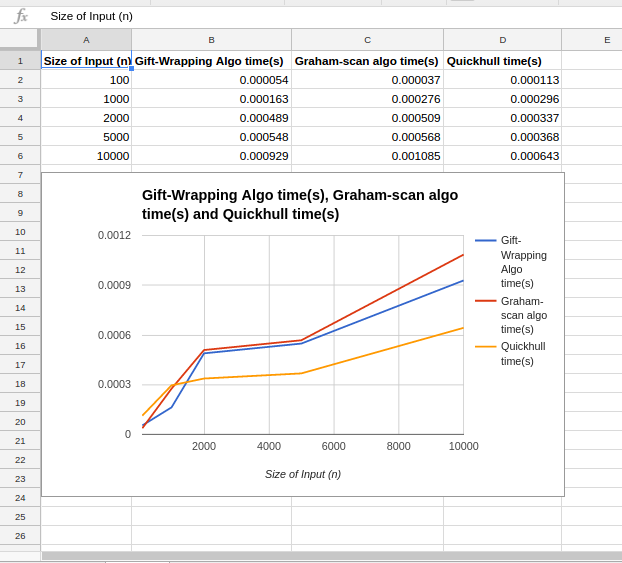 fx Size of Input (n)
A B C D E
1 Size of Input (n) Gift-Wrapping Algo time(s) Graham-scan algo time(s) Quickhull time(s)
2 100 0.000054 0.000037 0.000113
3 1000 0.000163 0.000276 0.000296
4 2000 0.000489 0.000509 0.000337
5 5000 0.000548 0.000568 0.000368
6 10000 0.000929 0.001085 0.000643
7
8
9
10
11
12
13
14
15
16
17
18
19
20
21
22
23
24
25
26
Gift-Wrapping Algo time(s), Graham-scan algo
time(s) and Quickhull time(s)
0.0012
0.0009
0.0006
0.0003
0
2000 4000 6000 8000 10000
Size of Input (n)
Gift-
Wrapping
Algo
time(s)
Graham-
scan algo
time(s)
Quickhull
time(s)